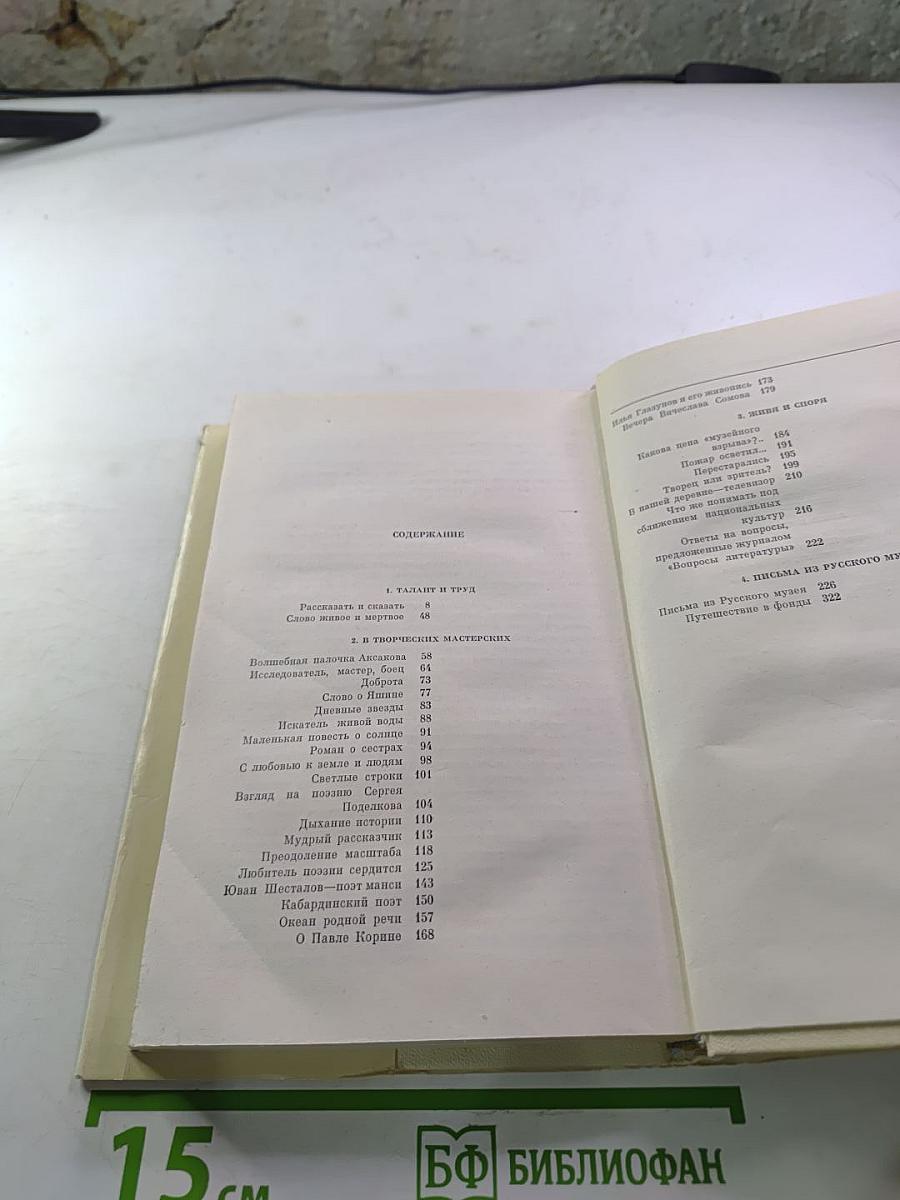 СОДЕРЖАНИЕ
1. ТАЛАНТ И ТРУД
Рассказать и сказать 8
Слово живое и мертвое 48
2. В ТВОРЧЕСКИХ МАСТЕРСКИХ
Волшебная палочка Аксакова 58
Исследователь, мастер, боец 64
Доброта 73
Слово о Яшине 77
Дневные звезды 83
Искатель живой воды 88
Маленькая повесть о солнце 91
Роман о сестрах 94
С любовью к земле и людям 98
Светлые строки 101
Взгляд на поэзию Сергея
Поделкова 104
Дыхание истории 110
Мудрый рассказчик 113
Преодоление масштаба 118
Любитель поэзии сердится 125
Юван Шесталов—поэт манси 143
Кабардинский поэт 150
Океан родной речи 157
О Павле Корине 168
Илья Глазунов и его живопись 173
Вечера Вячеслава Сомова 179
3. ЖИВЯ И СПОРЯ
Какова цена «музейного
взрыва»?.. 184
Пожар осветил... 191
Перестарались 195
Творец или зритель? 199
В нашей деревне—телевизор 210
Что же понимать под
сближением национальных
культур 216
Ответы на вопросы,
предложенные журналом
«Вопросы литературы» 222
4. ПИСЬМА ИЗ РУССКОГО МУ
Письма из Русского музея 226
Путешествие в фонды 322
15 см
БФ БИБЛИОФАН